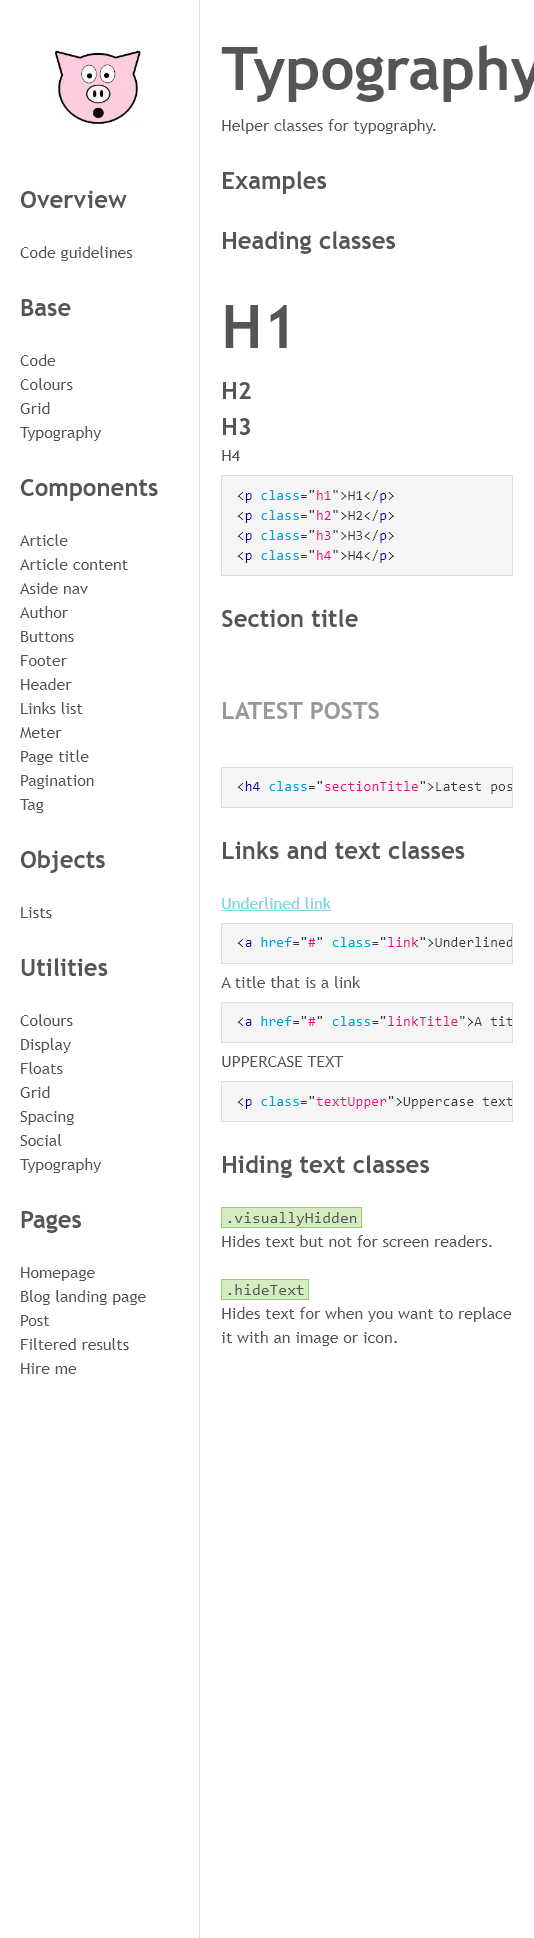 Overview
Code guidelines
Base
Code
Colours
Grid
Typography
Components
Article
Article content
Aside nav
Author
Buttons
Footer
Header
Links list
Meter
Page title
Pagination
Tag
Objects
Lists
Utilities
Colours
Display
Floats
Grid
Spacing
Social
Typography
Pages
Homepage
Blog landing page
Post
Filtered results
Hire me
Typography
Helper classes for typography.
Examples
Heading classes
H1
H2
H3
H4
<p class="h1">H1</p>
<p class="h2">H2</p>
<p class="h3">H3</p>
<p class="h4">H4</p>
Section title
LATEST POSTS
<h4 class="sectionTitle">Latest pos
Links and text classes
Underlined link
<a href="#" class="link">Underlined
A title that is a link
<a href="#" class="linkTitle">A tit
UPPERCASE TEXT
<p class="textUpper">Uppercase text
Hiding text classes
.visuallyHidden
Hides text but not for screen readers.
.hideText
Hides text for when you want to replace
it with an image or icon.